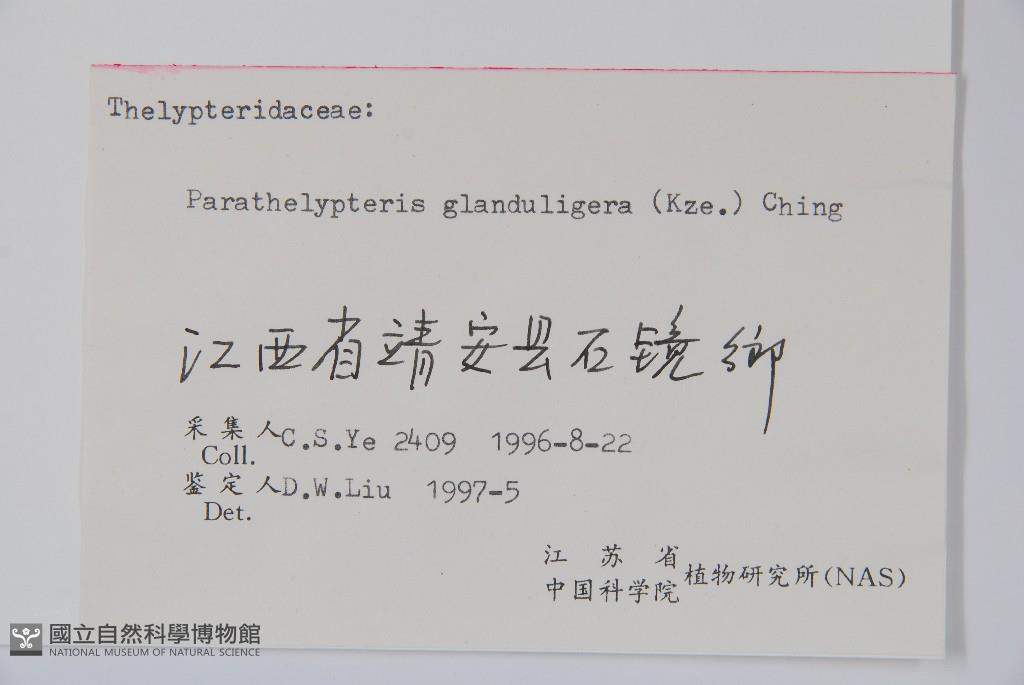 Thelypteridaceae:
Parathelypteris glanduligera (Kze.) Ching
江西省靖安县石镜乡
采集人C.S.Ye 2409 1996-8-22
Coll.
鉴定人D.W.Liu 1997-5
Det.
江苏省
中国科学院植物研究所(NAS)
國立自然科學博物館
NATIONAL MUSEUM OF NATURAL SCIENCE